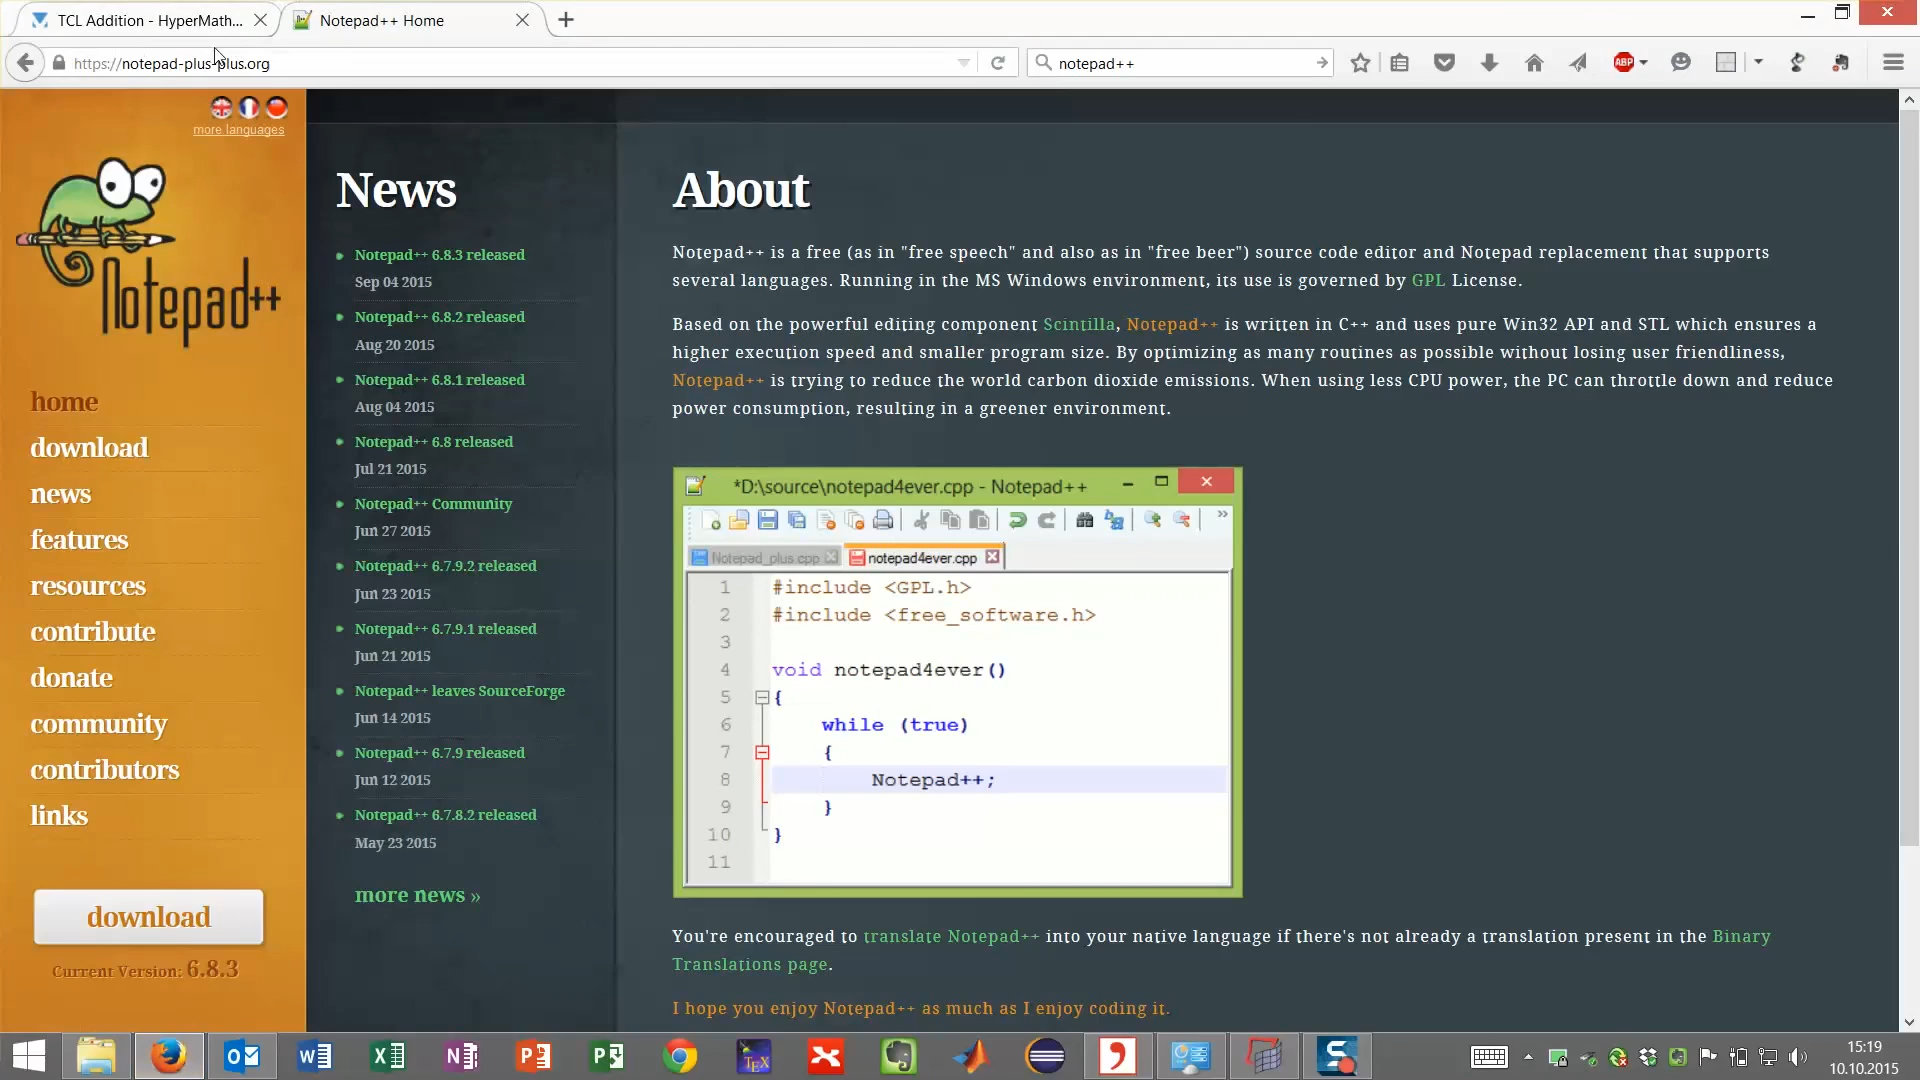 TCL Addition - HyperMath...
Notepad++ Home
https://notepad-plus-plus.org
notepad++
ABP
more languages
Notepad++
home
download
news
features
resources
contribute
donate
community
contributors
links
download
Current Version: 6.8.3
News
Notepad++ 6.8.3 released
Sep 04 2015
Notepad++ 6.8.2 released
Aug 20 2015
Notepad++ 6.8.1 released
Aug 04 2015
Notepad++ 6.8 released
Jul 21 2015
Notepad++ Community
Jun 27 2015
Notepad++ 6.7.9.2 released
Jun 23 2015
Notepad++ 6.7.9.1 released
Jun 21 2015
Notepad++ leaves SourceForge
Jun 14 2015
Notepad++ 6.7.9 released
Jun 12 2015
Notepad++ 6.7.8.2 released
May 23 2015
more news »
About
Notepad++ is a free (as in "free speech" and also as in "free beer") source code editor and Notepad replacement that supports
several languages. Running in the MS Windows environment, its use is governed by GPL License.
Based on the powerful editing component Scintilla, Notepad++ is written in C++ and uses pure Win32 API and STL which ensures a
higher execution speed and smaller program size. By optimizing as many routines as possible without losing user friendliness,
Notepad++ is trying to reduce the world carbon dioxide emissions. When using less CPU power, the PC can throttle down and reduce
power consumption, resulting in a greener environment.
*D:\source\notepad4ever.cpp - Notepad++
Notepad_plus.cpp
notepad4ever.cpp
1 #include <GPL.h>
2 #include <free_software.h>
3
4 void notepad4ever()
5 {
6 while (true)
7 {
8 Notepad++;
9 }
10 }
11
You're encouraged to translate Notepad++ into your native language if there's not already a translation present in the Binary
Translations page.
I hope you enjoy Notepad++ as much as I enjoy coding it.
TEX
15:19
10.10.2015